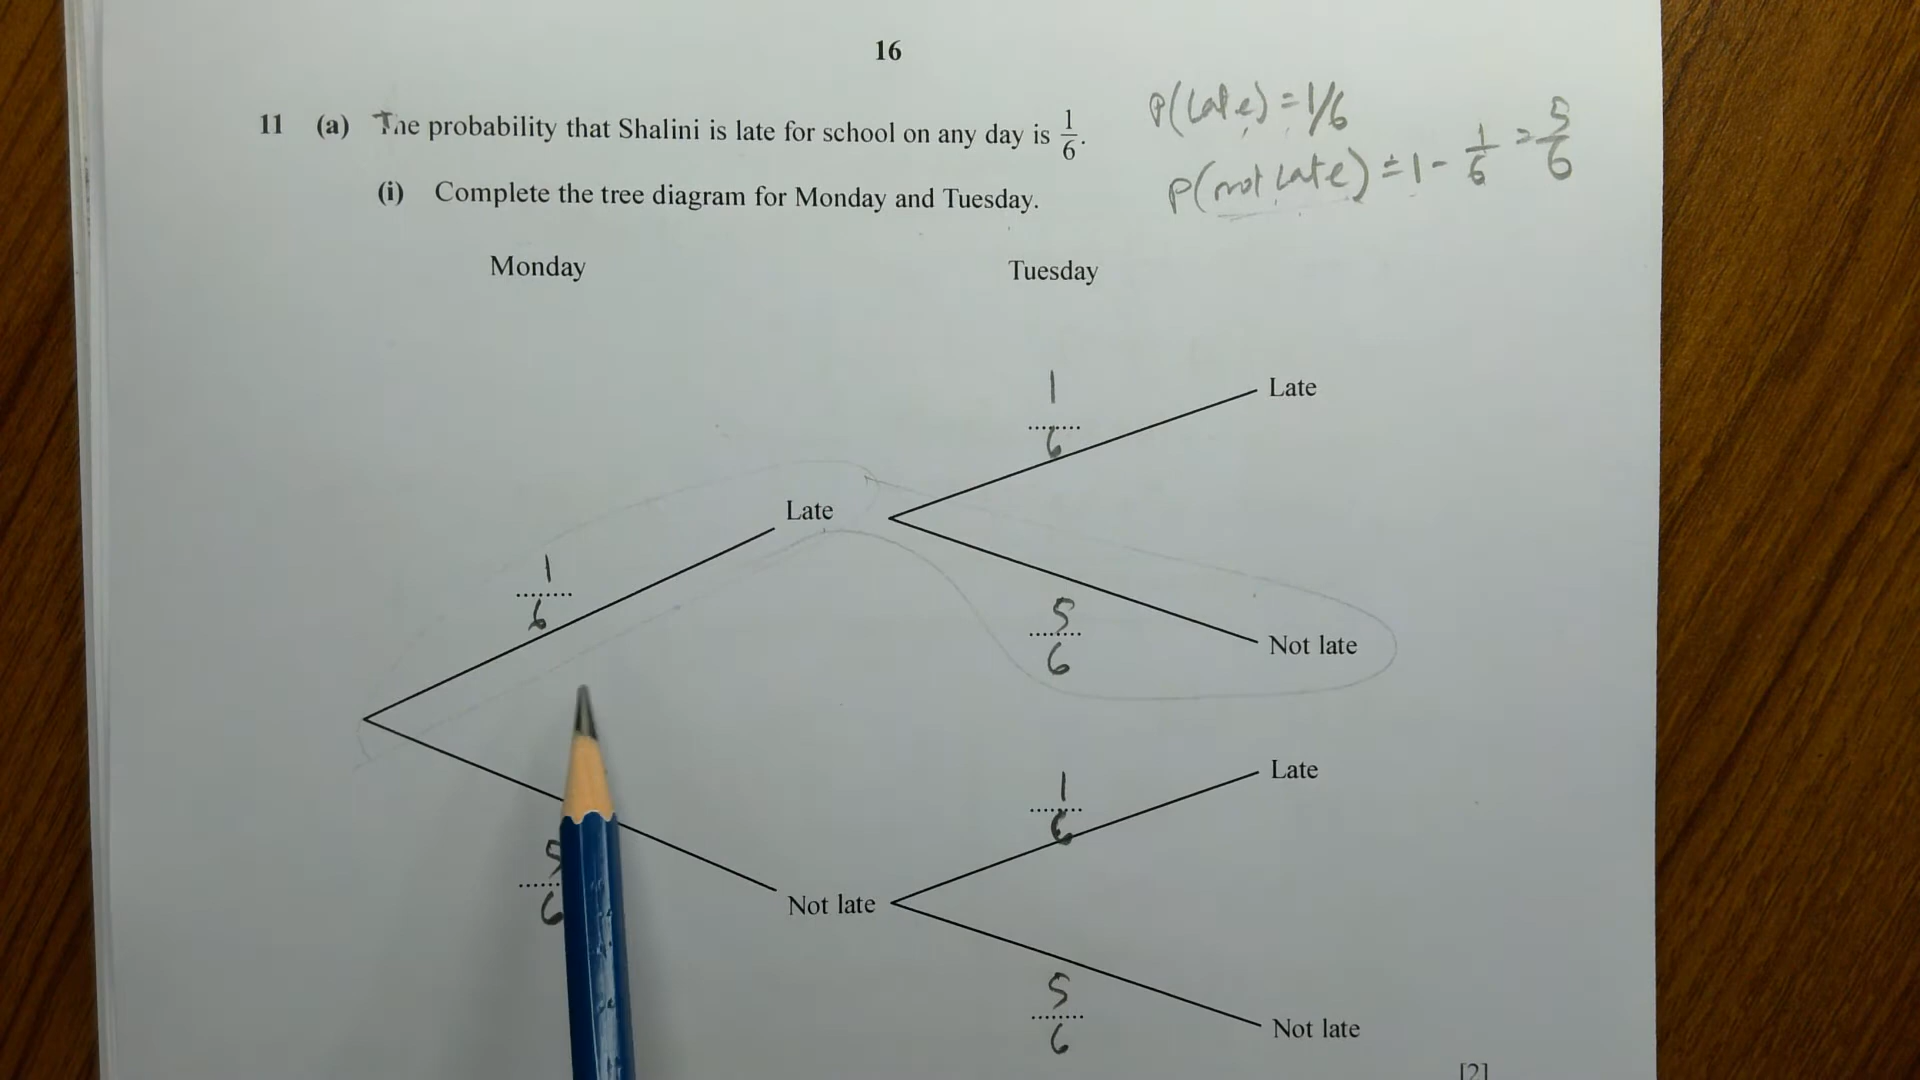 16
11 (a) The probability that Shalini is late for school on any day is 1/6.
P(late) = 1/6
P(not late) = 1 - 1/6 = 5/6
(i) Complete the tree diagram for Monday and Tuesday.
Monday Tuesday
1/6
Late
Late
1/6
5/6
Not late
1/6
Late
5/6
Not late
5/6
Not late
[2]